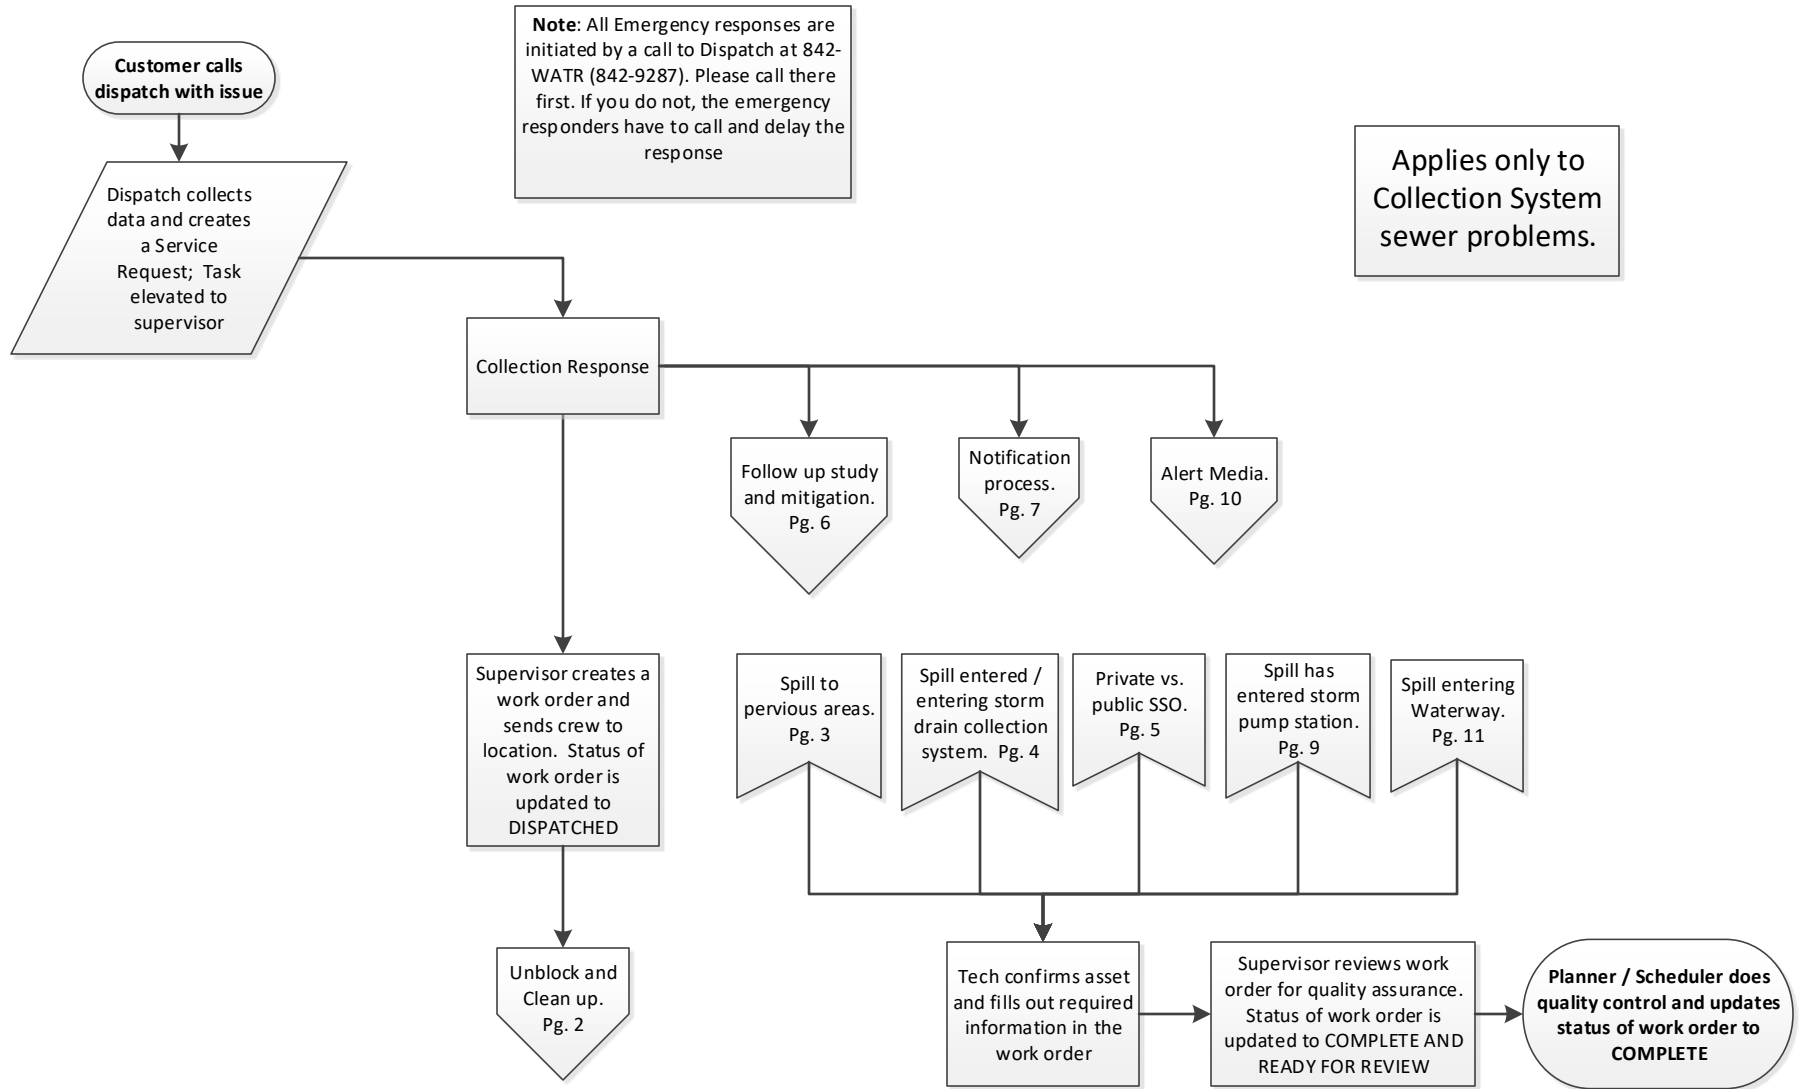 Customer calls
dispatch with issue
Note: All Emergency responses are
initiated by a call to Dispatch at 842-
WATR (842-9287). Please call there
first. If you do not, the emergency
responders have to call and delay the
response
Applies only to
Collection System
sewer problems.
Dispatch collects
data and creates
a Service
Request; Task
elevated to
supervisor
Collection Response
Follow up study
and mitigation.
Pg. 6
Notification
process.
Pg. 7
Alert Media.
Pg. 10
Supervisor creates a
work order and
sends crew to
location. Status of
work order is
updated to
DISPATCHED
Spill to
pervious areas.
Pg. 3
Spill entered /
entering storm
drain collection
system. Pg. 4
Private vs.
public SSO.
Pg. 5
Spill has
entered storm
pump station.
Pg. 9
Spill entering
Waterway.
Pg. 11
Unblock and
Clean up.
Pg. 2
Tech confirms asset
and fills out required
information in the
work order
Supervisor reviews work
order for quality assurance.
Status of work order is
updated to COMPLETE AND
READY FOR REVIEW
Planner / Scheduler does
quality control and updates
status of work order to
COMPLETE